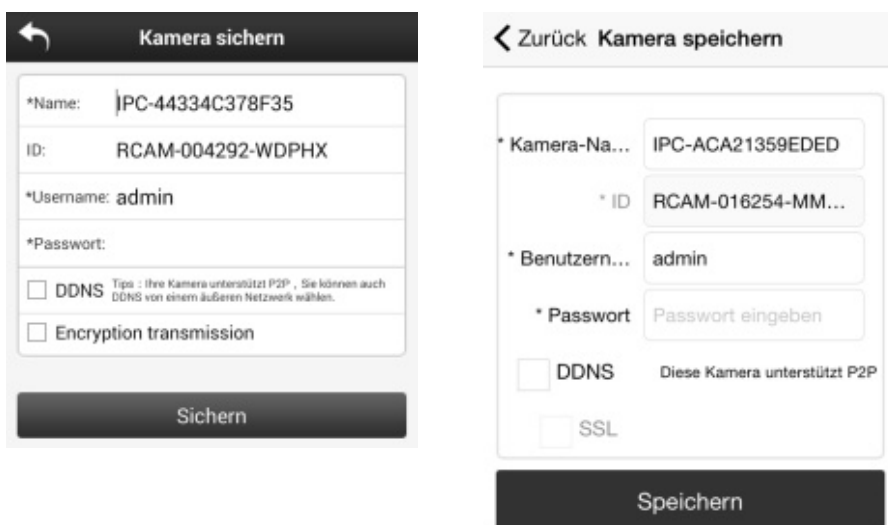 Kamera sichern
*Name: IPC-44334C378F35
ID: RCAM-004292-WDPHX
*Username: admin
*Passwort:
DDNS Tips : Ihre Kamera unterstützt P2P , Sie können auch
DDNS von einem äußeren Netzwerk wählen.
Encryption transmission
Sichern
Zurück Kamera speichern
* Kamera-Na... IPC-ACA21359EDED
* ID RCAM-016254-MM...
* Benutzern... admin
* Passwort Passwort eingeben
DDNS Diese Kamera unterstützt P2P
SSL
Speichern